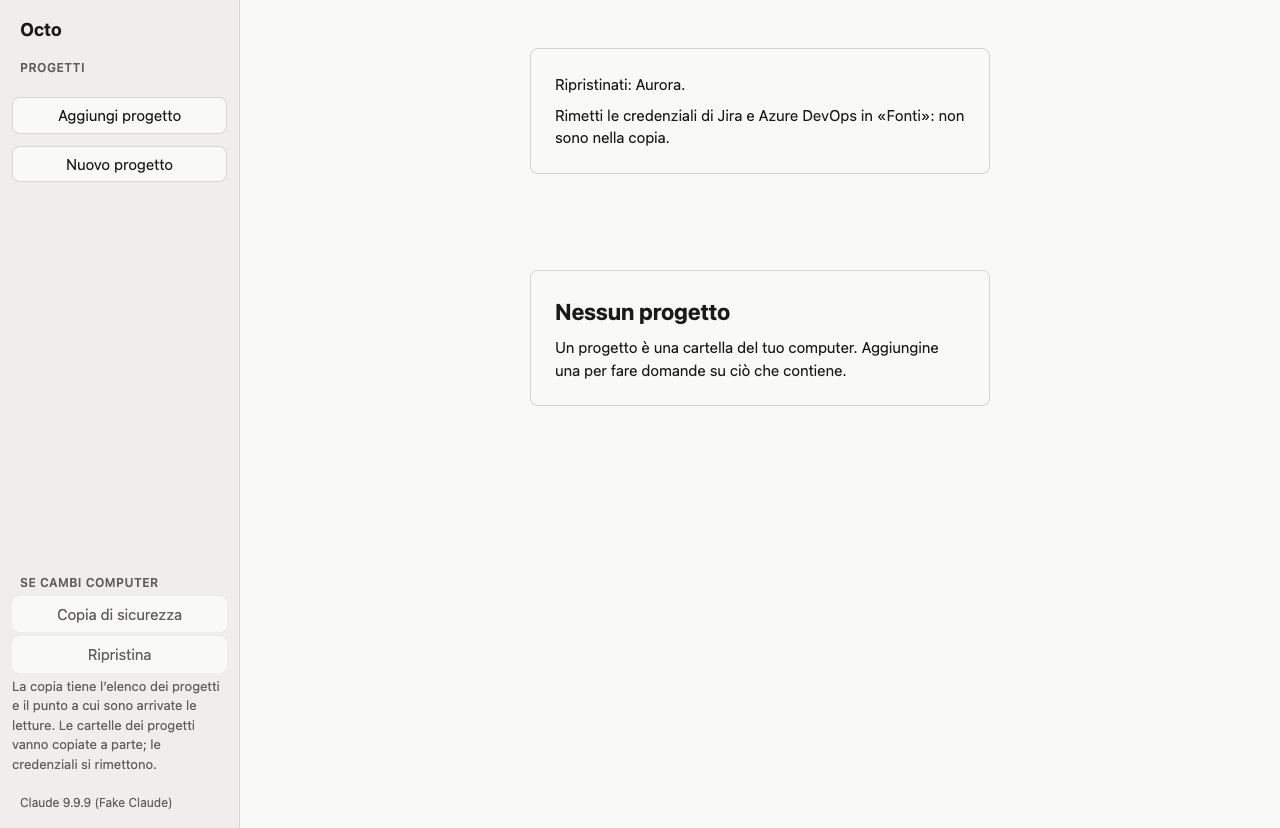 Octo
PROGETTI
Aggiungi progetto
Nuovo progetto
SE CAMBI COMPUTER
Copia di sicurezza
Ripristina
La copia tiene l'elenco dei progetti
e il punto a cui sono arrivate le
letture. Le cartelle dei progetti
vanno copiate a parte; le
credenziali si rimettono.
Claude 9.9.9 (Fake Claude)
Ripristinati: Aurora.
Rimetti le credenziali di Jira e Azure DevOps in «Fonti»: non
sono nella copia.
Nessun progetto
Un progetto è una cartella del tuo computer. Aggiungine
una per fare domande su ciò che contiene.